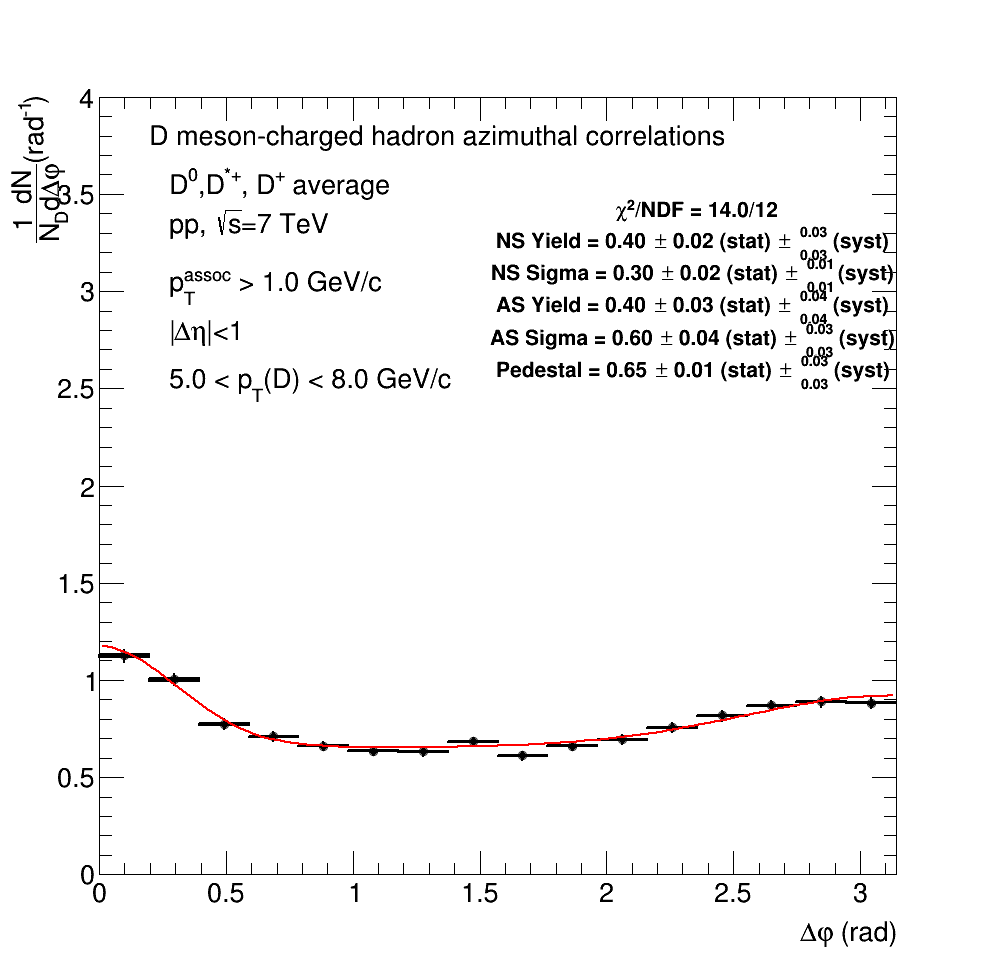 1 dN
N_D dΔφ (rad⁻¹)
D meson-charged hadron azimuthal correlations
D⁰,D*⁺, D⁺ average
pp, √s=7 TeV
p_T^assoc > 1.0 GeV/c
|Δη|<1
5.0 < p_T(D) < 8.0 GeV/c
χ²/NDF = 14.0/12
NS Yield = 0.40 ± 0.02 (stat) ± 0.03 0.03 (syst)
NS Sigma = 0.30 ± 0.02 (stat) ± 0.01 0.01 (syst)
AS Yield = 0.40 ± 0.03 (stat) ± 0.04 0.04 (syst)
AS Sigma = 0.60 ± 0.04 (stat) ± 0.03 0.03 (syst)
Pedestal = 0.65 ± 0.01 (stat) ± 0.03 0.03 (syst)
4
3.5
3
2.5
2
1.5
1
0.5
0
0 0.5 1 1.5 2 2.5 3
Δφ (rad)